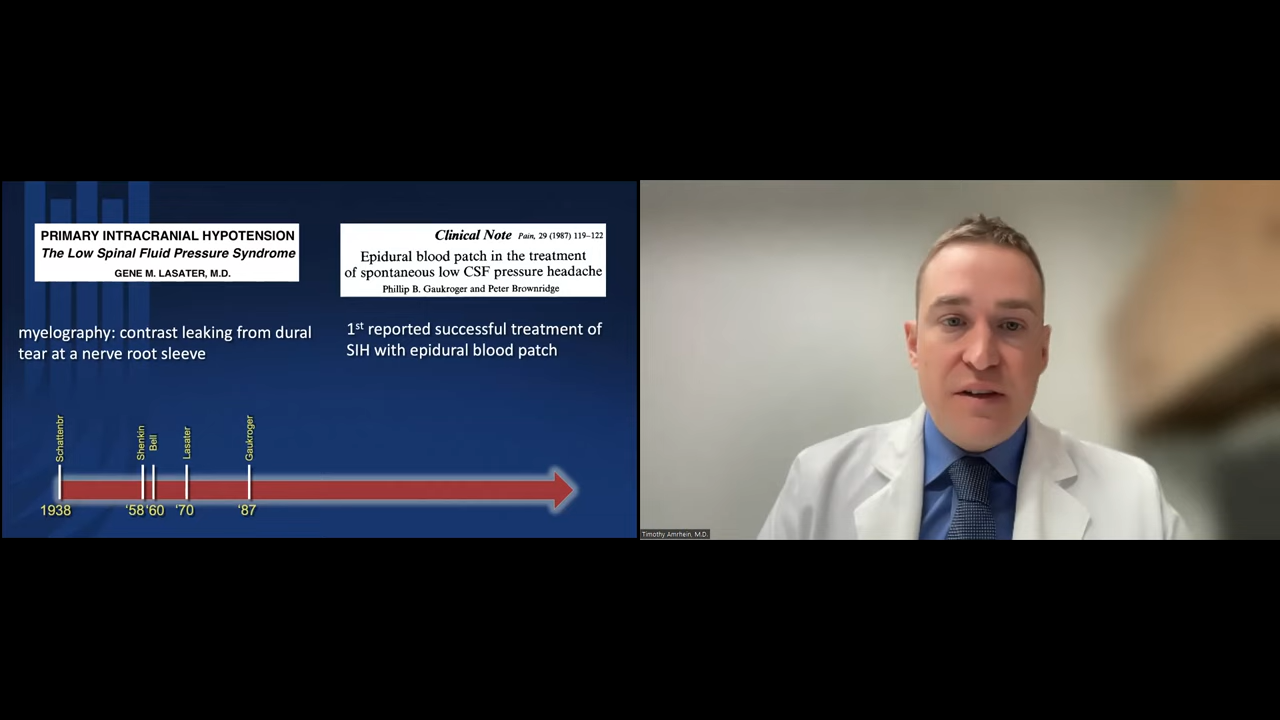 PRIMARY INTRACRANIAL HYPOTENSION
The Low Spinal Fluid Pressure Syndrome
GENE M. LASATER, M.D.
Clinical Note Pain, 29 (1987) 119–122
Epidural blood patch in the treatment
of spontaneous low CSF pressure headache
Phillip B. Gaukroger and Peter Brownridge
myelography: contrast leaking from dural
tear at a nerve root sleeve
1st reported successful treatment of
SIH with epidural blood patch
Schattenbr
Shenkin
Bell
Lasater
Gaukroger
1938
‘58
‘60
‘70
‘87
Timothy Amrhein, M.D.